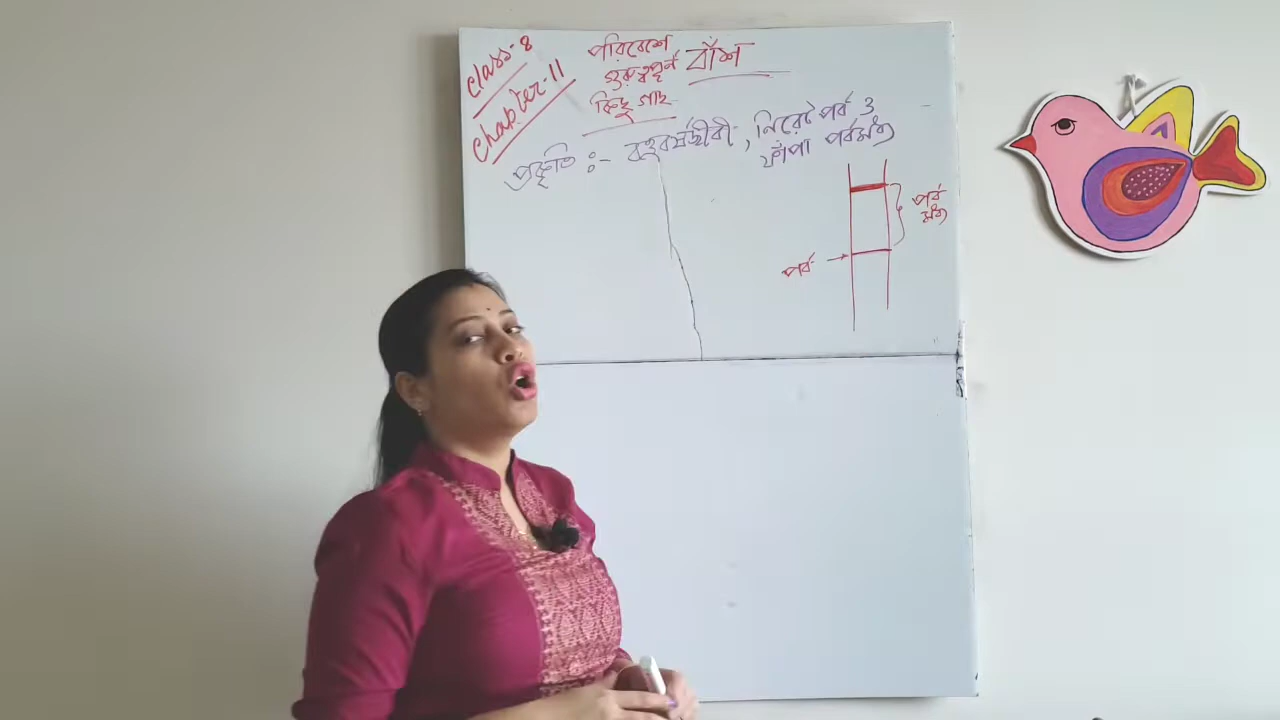 Class-8
Chapter-11
পরিবেশে
গুরুত্বপূর্ণ
কিছু গাছ
বাঁশ
প্রকৃতি :- বহুবর্ষজীবী, নিরেট পর্ব ও
ফাঁপা পর্বমধ্য
পর্ব
মধ্য
পর্ব